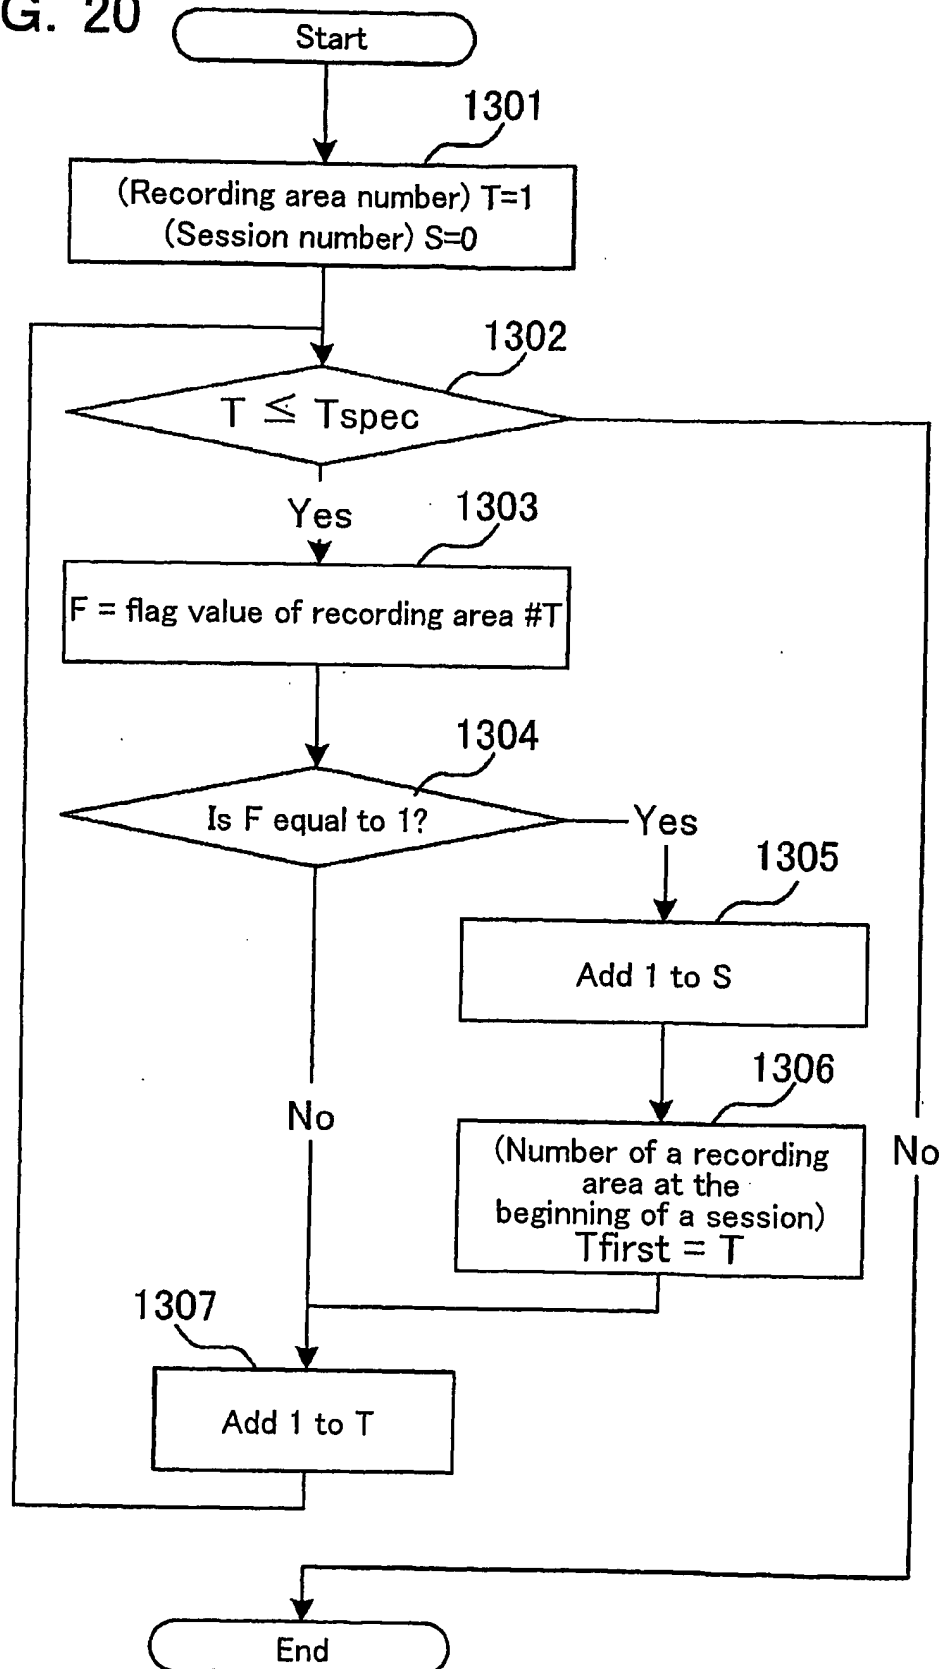 G. 20
Start
1301
(Recording area number) T=1
(Session number) S=0
1302
T ≦ Tspec
Yes
1303
F = flag value of recording area #T
1304
Is F equal to 1?
Yes
1305
Add 1 to S
1306
No
(Number of a recording
area at the
beginning of a session)
Tfirst = T
No
1307
Add 1 to T
End